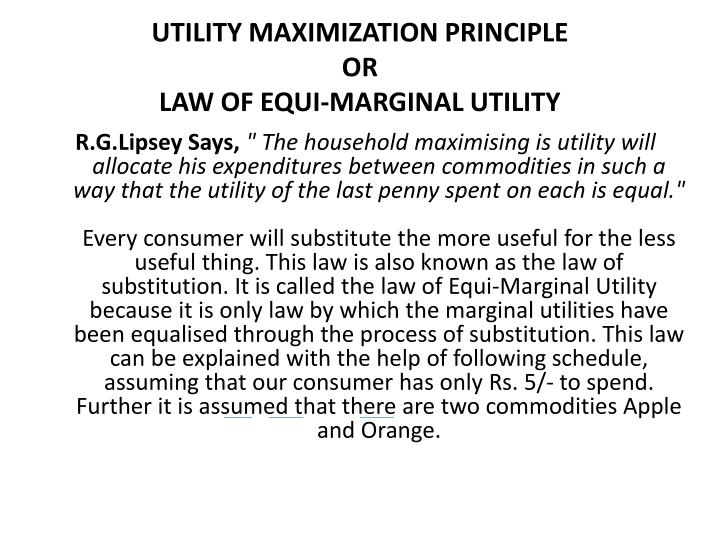 UTILITY MAXIMIZATION PRINCIPLE
OR
LAW OF EQUI-MARGINAL UTILITY
R.G.Lipsey Says, " The household maximising is utility will
allocate his expenditures between commodities in such a
way that the utility of the last penny spent on each is equal."
Every consumer will substitute the more useful for the less
useful thing. This law is also known as the law of
substitution. It is called the law of Equi-Marginal Utility
because it is only law by which the marginal utilities have
been equalised through the process of substitution. This law
can be explained with the help of following schedule,
assuming that our consumer has only Rs. 5/- to spend.
Further it is assumed that there are two commodities Apple
and Orange.